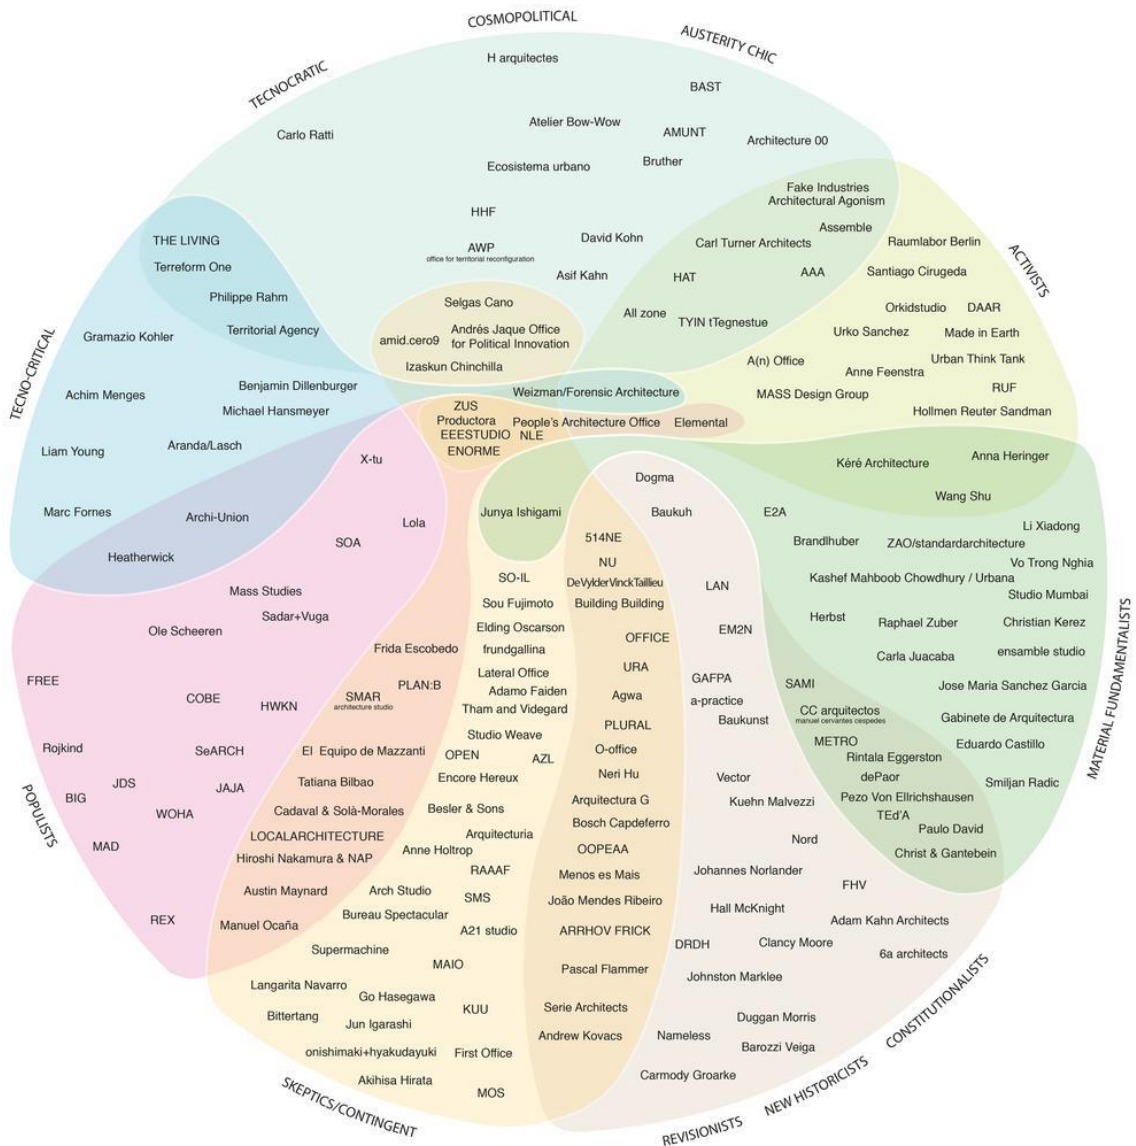 COSMOPOLITICAL
AUSTERITY CHIC
TECNOCRATIC
H arquitectes
BAST
Carlo Ratti
Atelier Bow-Wow
AMUNT
Architecture 00
Bruther
Ecosistema urbano
Fake Industries
Architectural Agonism
HHF
Assemble
THE LIVING
AWP
office for territorial reconfiguration
David Kohn
Carl Turner Architects
Raumlabor Berlin
ACTIVISTS
Terreform One
Asif Kahn
HAT
AAA
Santiago Cirugeda
Philippe Rahm
Selgas Cano
All zone
TYIN tTegnestue
Orkidstudio
DAAR
Territorial Agency
amid.cero9
Andrés Jaque Office
for Political Innovation
Urko Sanchez
Made in Earth
Gramazio Kohler
Izaskun Chinchilla
A(n) Office
Anne Feenstra
Urban Think Tank
TECNO-CRITICAL
Benjamin Dillenburger
Weizman/Forensic Architecture
MASS Design Group
RUF
Achim Menges
Michael Hansmeyer
ZUS
Productora
People's Architecture Office
Elemental
Hollmen Reuter Sandman
EEESTUDIO
NLE
ENORME
Liam Young
Aranda/Lasch
X-tu
Kéré Architecture
Anna Heringer
Dogma
Wang Shu
Marc Fornes
Archi-Union
Lola
Junya Ishigami
Baukuh
E2A
Li Xiadong
SOA
514NE
Brandlhuber
ZAO/standardarchitecture
Heatherwick
NU
Vo Trong Nghia
SO-IL
DeVylderVinckTaillieu
LAN
Kashef Mahboob Chowdhury / Urbana
Mass Studies
Sou Fujimoto
Building Building
Studio Mumbai
Sadar+Vuga
Elding Oscarson
EM2N
Herbst
Raphael Zuber
Christian Kerez
Ole Scheeren
OFFICE
Frida Escobedo
frundgallina
Carla Juacaba
ensamble studio
MATERIAL FUNDAMENTALISTS
FREE
PLAN:B
Lateral Office
URA
GAFPA
SAMI
Jose Maria Sanchez Garcia
COBE
HWKN
SMAR
architecture studio
Adamo Faiden
Agwa
a-practice
CC arquitectos
manuel cervantes cespedes
Tham and Videgard
Baukunst
Gabinete de Arquitectura
Rojkind
SeARCH
El Equipo de Mazzanti
Studio Weave
PLURAL
METRO
Eduardo Castillo
OPEN
AZL
O-office
Rintala Eggerston
JDS
JAJA
Tatiana Bilbao
Encore Hereux
Neri Hu
Vector
dePaor
Smiljan Radic
BIG
WOHA
Cadaval & Solà-Morales
Besler & Sons
Arquitectura G
Kuehn Malvezzi
Pezo Von Ellrichshausen
POPULISTS
LOCALARCHITECTURE
Arquitecturia
Bosch Capdeferro
TEd'A
Paulo David
MAD
Hiroshi Nakamura & NAP
Anne Holtrop
OOPEAA
Nord
Christ & Gantebein
RAAAF
Menos es Mais
Johannes Norlander
Austin Maynard
Arch Studio
SMS
João Mendes Ribeiro
FHV
REX
Manuel Ocaña
Bureau Spectacular
Hall McKnight
Adam Kahn Architects
A21 studio
ARRHOV FRICK
DRDH
Clancy Moore
6a architects
Supermachine
MAIO
Pascal Flammer
Johnston Marklee
Langarita Navarro
Go Hasegawa
KUU
Serie Architects
Duggan Morris
CONSTITUTIONALISTS
Bittertang
Jun Igarashi
Andrew Kovacs
Nameless
Barozzi Veiga
onishimaki+hyakudayuki
First Office
Carmody Groarke
Akihisa Hirata
MOS
SKEPTICS/CONTINGENT
NEW HISTORICISTS
REVISIONISTS